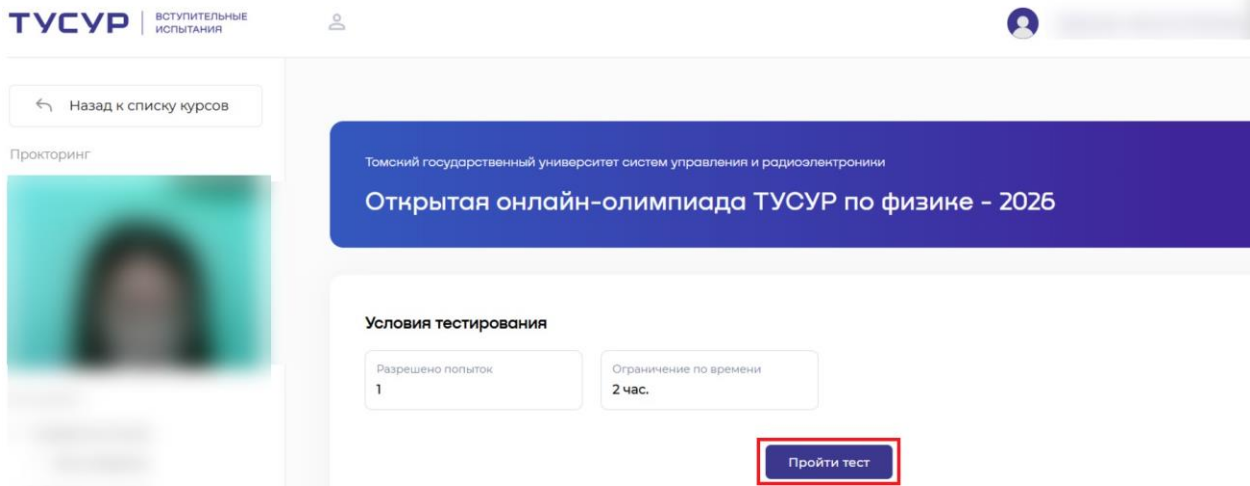 ТУСУР
ВСТУПИТЕЛЬНЫЕ
ИСПЫТАНИЯ
Назад к списку курсов
Прокторинг
Томский государственный университет систем управления и радиоэлектроники
Открытая онлайн-олимпиада ТУСУР по физике - 2026
Условия тестирования
Разрешено попыток
1
Ограничение по времени
2 час.
Пройти тест